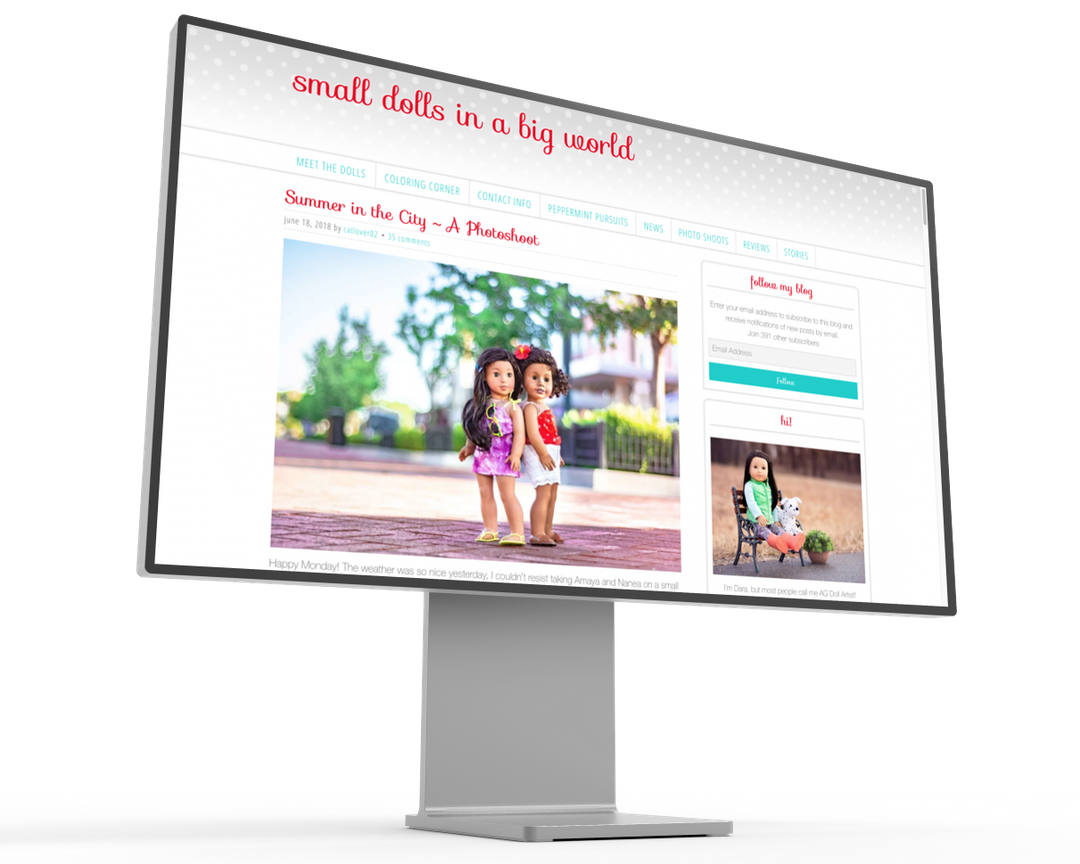 small dolls in a big world
MEET THE DOLLS
COLORING CORNER
CONTACT INFO
PEPPERMINT PURSUITS
NEWS
PHOTO SHOOTS
REVIEWS
STORIES
Summer in the City ~ A Photoshoot
june 18, 2018 by catlover02 • 35 comments
Happy Monday! The weather was so nice yesterday, I couldn't resist taking Amaya and Nanea on a small
follow my blog
Enter your email address to subscribe to this blog and
receive notifications of new posts by email.
Join 391 other subscribers
Email Address
Follow
hi!
I'm Dara, but most people call me AG Doll Artist!